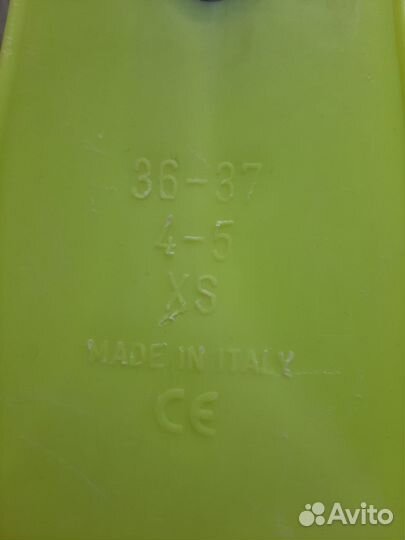 36-37
4-5
XS
MADE IN ITALY
CE
Avito